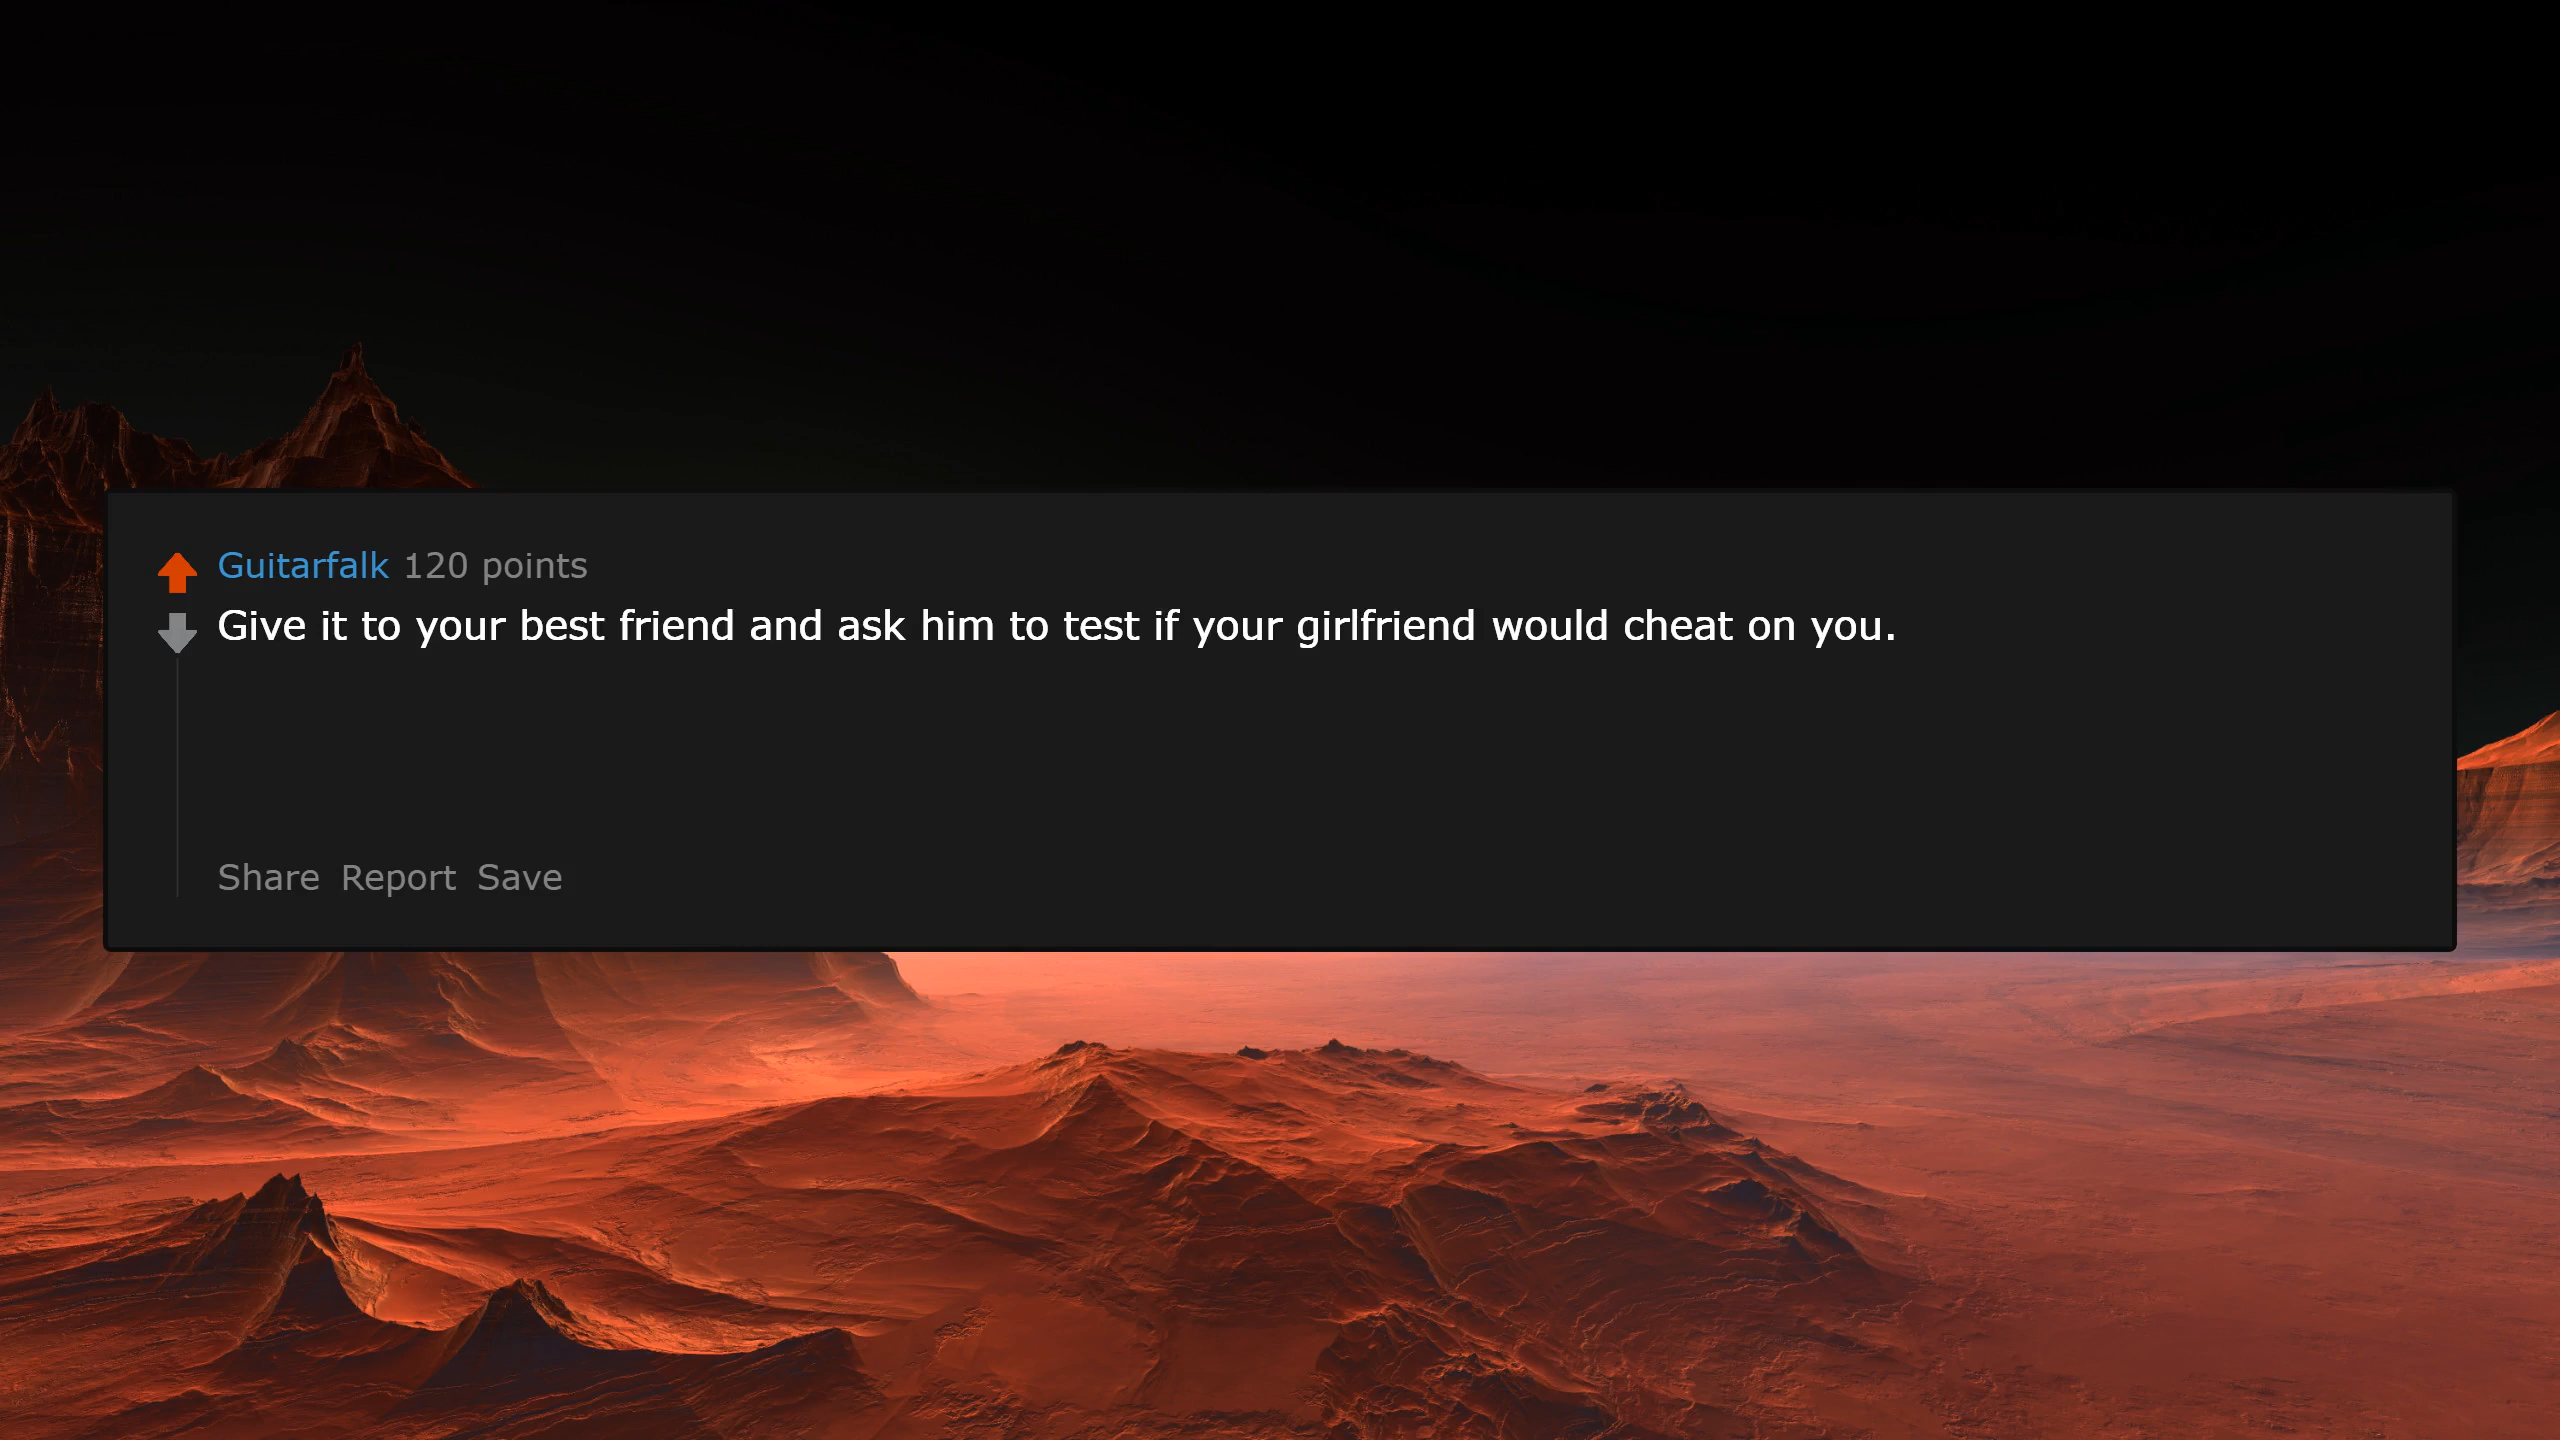 Guitarfalk 120 points
Give it to your best friend and ask him to test if your girlfriend would cheat on you.
Share Report Save